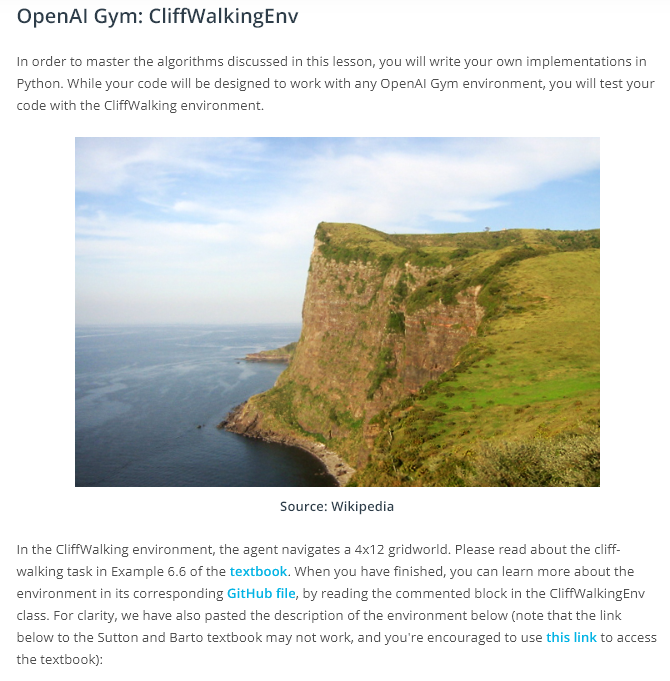 OpenAI Gym: CliffWalkingEnv
In order to master the algorithms discussed in this lesson, you will write your own implementations in
Python. While your code will be designed to work with any OpenAI Gym environment, you will test your
code with the CliffWalking environment.
Source: Wikipedia
In the CliffWalking environment, the agent navigates a 4x12 gridworld. Please read about the cliff-
walking task in Example 6.6 of the textbook. When you have finished, you can learn more about the
environment in its corresponding GitHub file, by reading the commented block in the CliffWalkingEnv
class. For clarity, we have also pasted the description of the environment below (note that the link
below to the Sutton and Barto textbook may not work, and you're encouraged to use this link to access
the textbook):